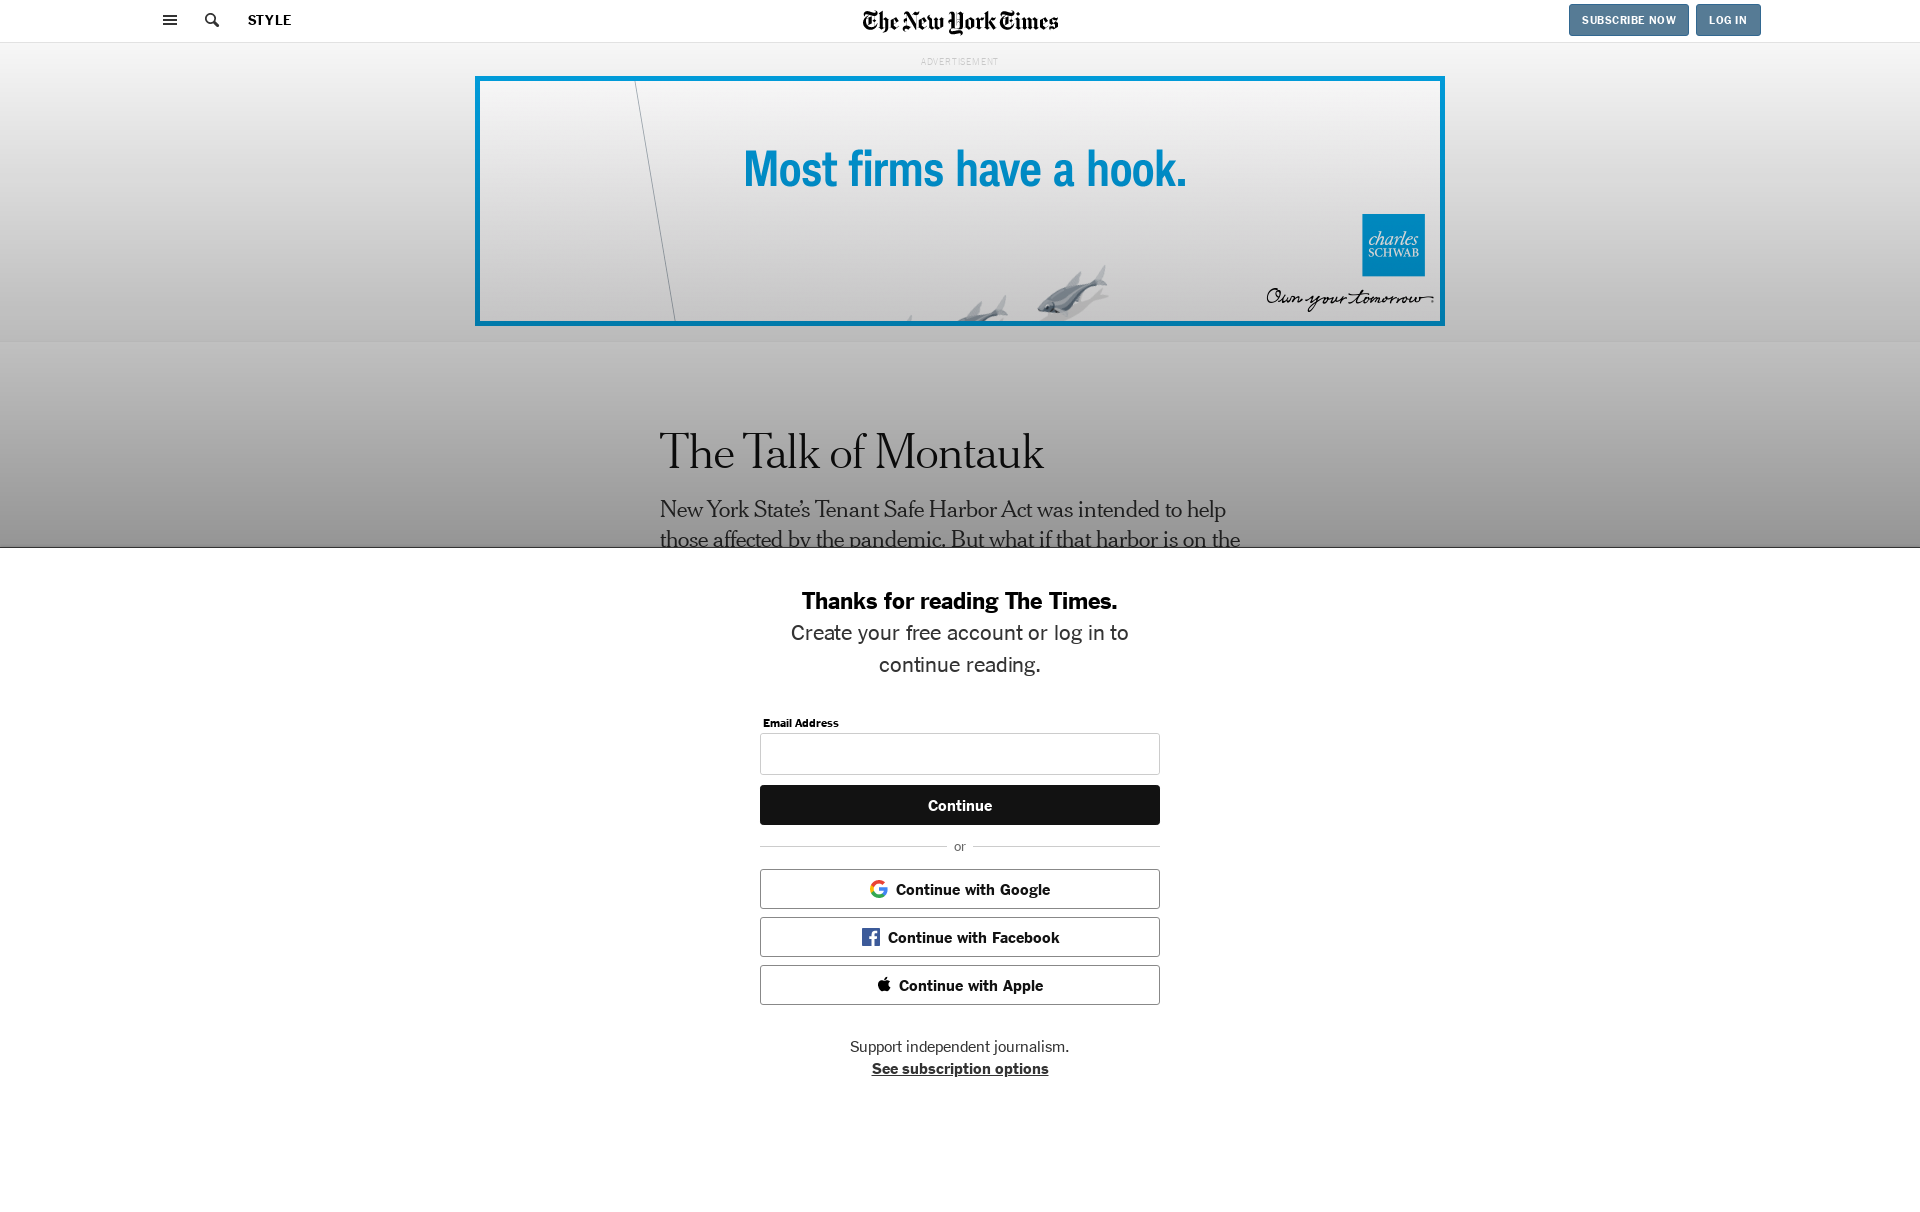 STYLE
The New York Times
SUBSCRIBE NOW
LOG IN
ADVERTISEMENT
Most firms have a hook.
charles
SCHWAB
Own your tomorrow
The Talk of Montauk
New York State’s Tenant Safe Harbor Act was intended to help
those affected by the pandemic. But what if that harbor is on the
Thanks for reading The Times.
Create your free account or log in to
continue reading.
Email Address
Continue
or
Continue with Google
Continue with Facebook
Continue with Apple
Support independent journalism.
See subscription options